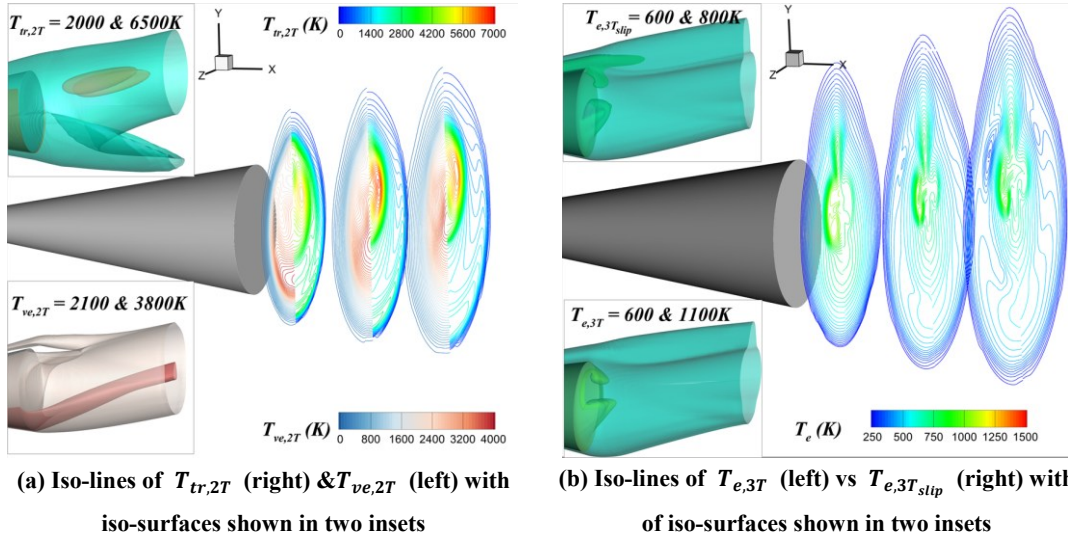 T_{tr,2T} = 2000 & 6500K
Y
Z
X
T_{tr,2T} (K)
0 1400 2800 4200 5600 7000
T_{ve,2T} = 2100 & 3800K
T_{ve,2T} (K)
0 800 1600 2400 3200 4000
(a) Iso-lines of T_{tr,2T} (right) &T_{ve,2T} (left) with
iso-surfaces shown in two insets
T_{e,3T_{slip}} = 600 & 800K
Y
Z
X
T_{e,3T} = 600 & 1100K
T_e (K)
250 500 750 1000 1250 1500
(b) Iso-lines of T_{e,3T} (left) vs T_{e,3T_{slip}} (right) with
of iso-surfaces shown in two insets